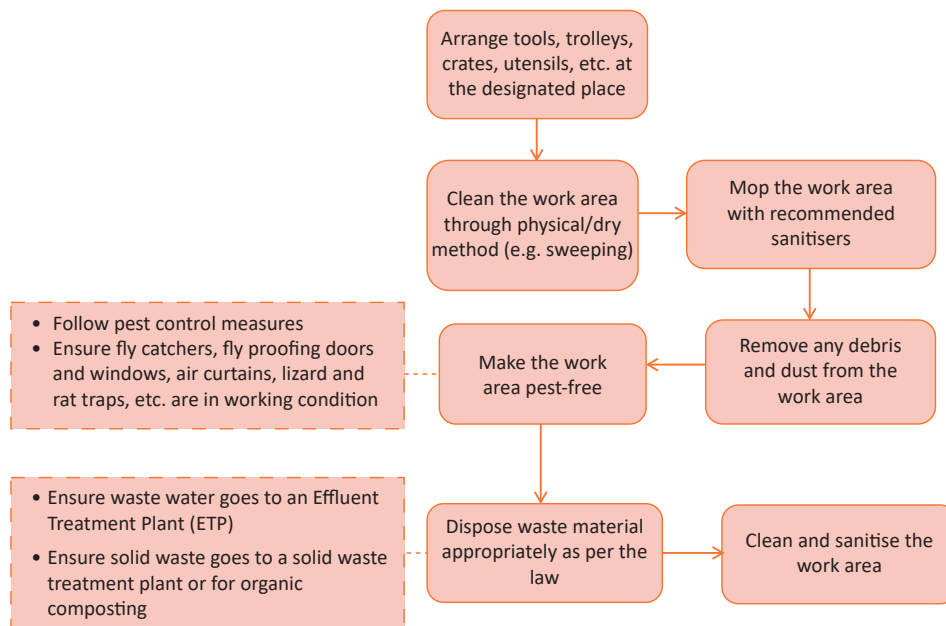 Arrange tools, trolleys,
crates, utensils, etc. at
the designated place
Clean the work area
through physical/dry
method (e.g. sweeping)
Mop the work area
with recommended
sanitisers
Remove any debris
and dust from the
work area
Make the work
area pest-free
• Follow pest control measures
• Ensure fly catchers, fly proofing doors
and windows, air curtains, lizard and
rat traps, etc. are in working condition
Dispose waste material
appropriately as per the
law
• Ensure waste water goes to an Effluent
Treatment Plant (ETP)
• Ensure solid waste goes to a solid waste
treatment plant or for organic
composting
Clean and sanitise the
work area